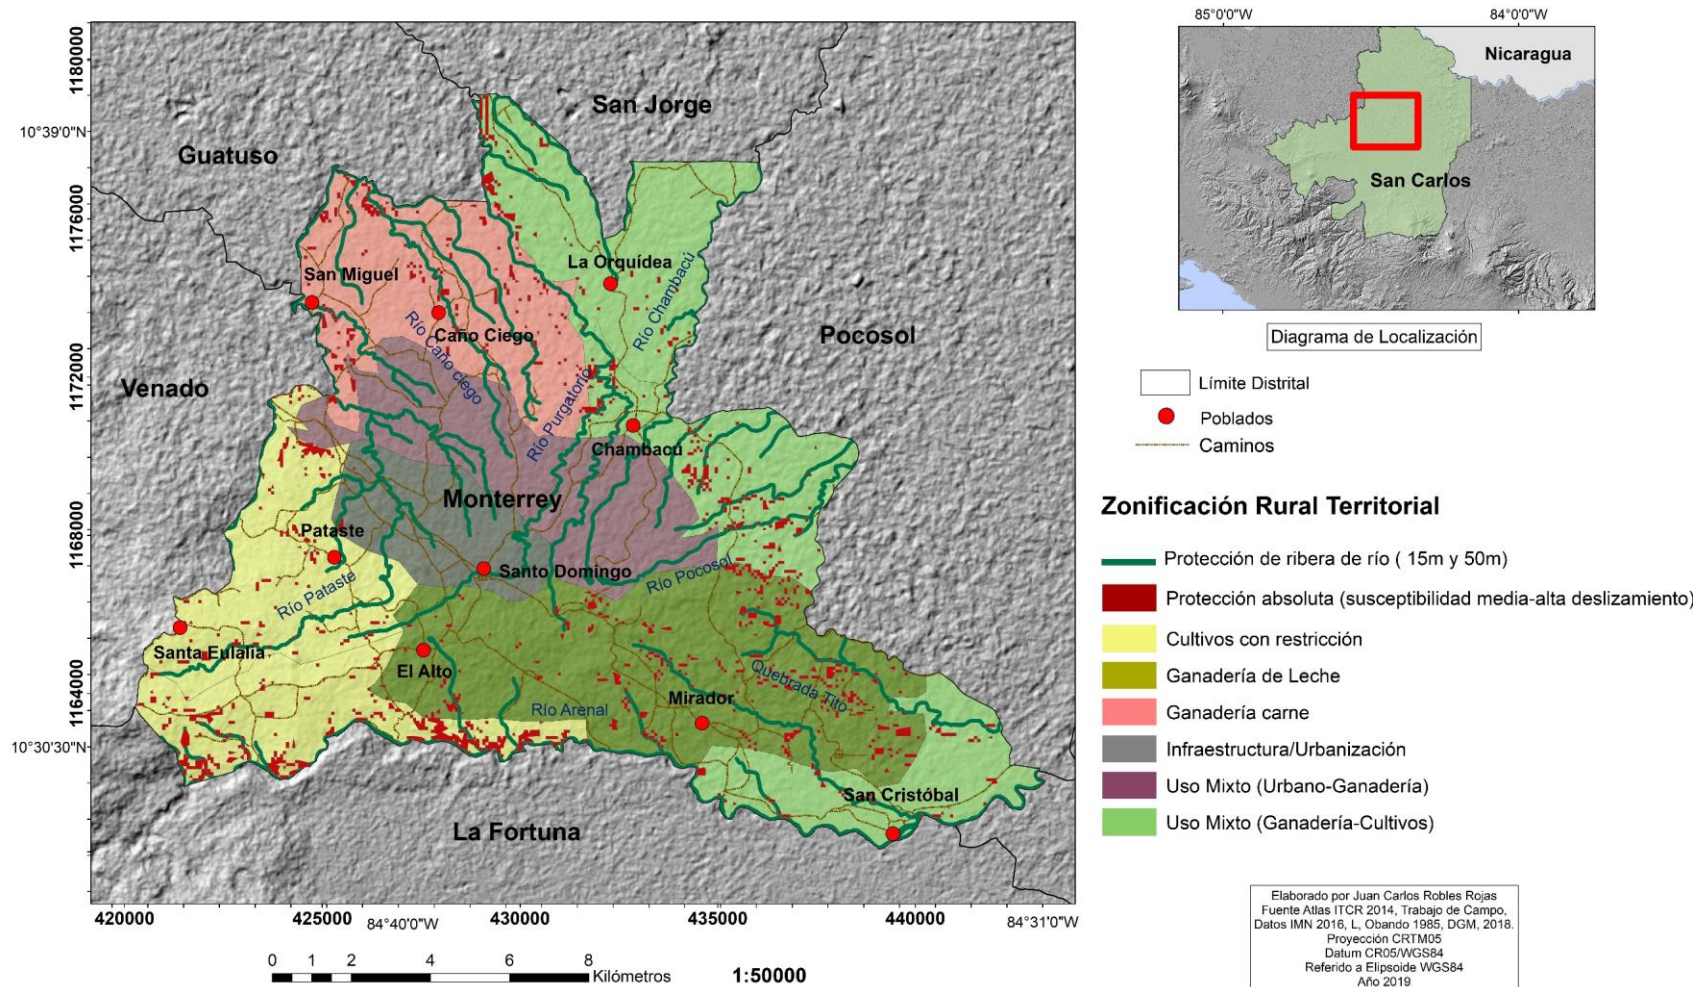 1180000
1176000
1172000
1168000
1164000
10°39'0"N
10°30'30"N
San Jorge
Guatuso
San Miguel
La Orquídea
Río Chambacú
Caño Ciego
Río Caño ciego
Pocosol
Venado
Río Purgatorio
Chambacú
Monterrey
Pataste
Santo Domingo
Río Pocosol
Río Pataste
Santa Eulalia
El Alto
Quebrada Tito
Mirador
Río Arenal
San Cristóbal
La Fortuna
420000
425000
84°40'0"W
430000
435000
440000
84°31'0"W
0 1 2 4 6 8
Kilómetros
1:50000
85°0'0"W
84°0'0"W
Nicaragua
San Carlos
Diagrama de Localización
Límite Distrital
Poblados
Caminos
Zonificación Rural Territorial
Protección de ribera de río ( 15m y 50m)
Protección absoluta (susceptibilidad media-alta deslizamiento)
Cultivos con restricción
Ganadería de Leche
Ganadería carne
Infraestructura/Urbanización
Uso Mixto (Urbano-Ganadería)
Uso Mixto (Ganadería-Cultivos)
Elaborado por Juan Carlos Robles Rojas
Fuente Atlas ITCR 2014, Trabajo de Campo,
Datos IMN 2016, L, Obando 1985, DGM, 2018.
Proyección CRTM05
Datum CR05/WGS84
Referido a Elipsoide WGS84
Año 2019